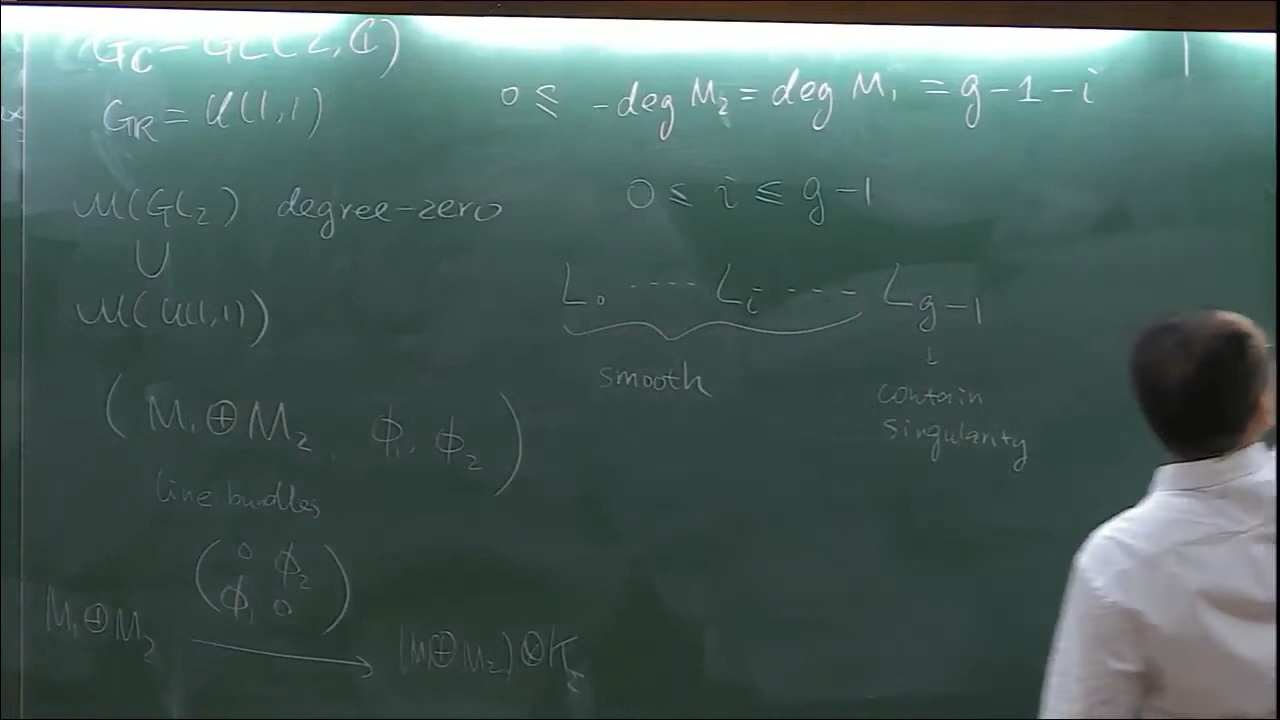 G_C = GL(2, ℂ)
G_R = U(1,1)
M(GL_2) degree-zero
∪
M(U(1,1))
(M_1 ⊕ M_2, φ_1, φ_2)
line bundles
(0 φ_2
φ_1 0)
M_1 ⊕ M_2 → (M_1 ⊕ M_2) ⊗ K_Σ
0 ≤ -deg M_2 = deg M_1 = g-1-i
0 ≤ i ≤ g-1
L_0 ---- L_i ---- L_{g-1}
smooth
↓
contain
singularity